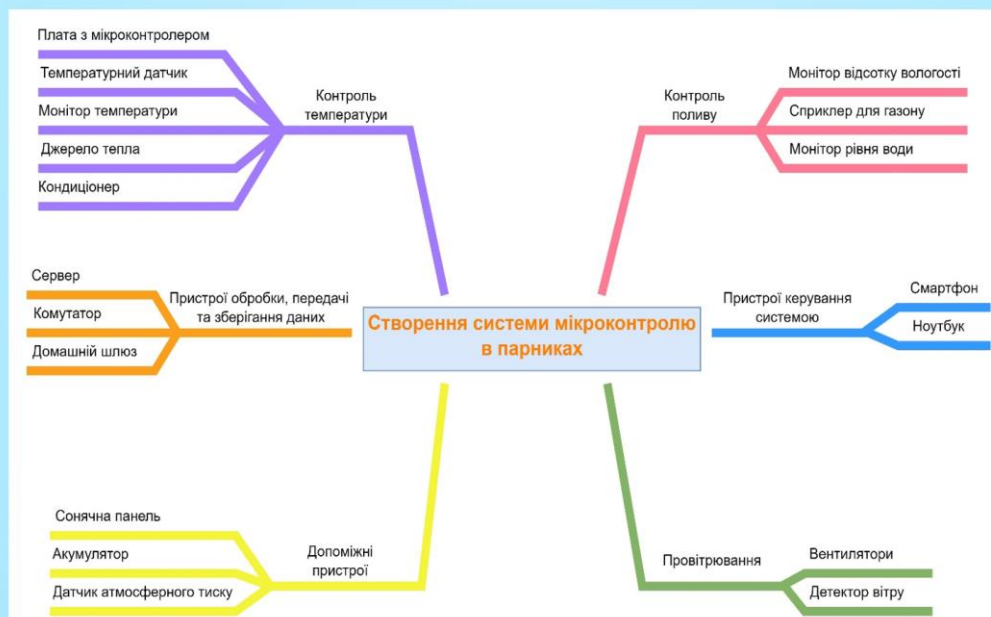 Плата з мікроконтролером
Температурний датчик
Монітор температури
Джерело тепла
Кондиціонер
Контроль
температури
Контроль
поливу
Монітор відсотку вологості
Сприклер для газону
Монітор рівня води
Сервер
Комутатор
Домашній шлюз
Пристрої обробки, передачі
та зберігання даних
Створення системи мікроконтролю
в парниках
Пристрої керування
системою
Смартфон
Ноутбук
Сонячна панель
Акумулятор
Датчик атмосферного тиску
Допоміжні
пристрої
Провітрювання
Вентилятори
Детектор вітру